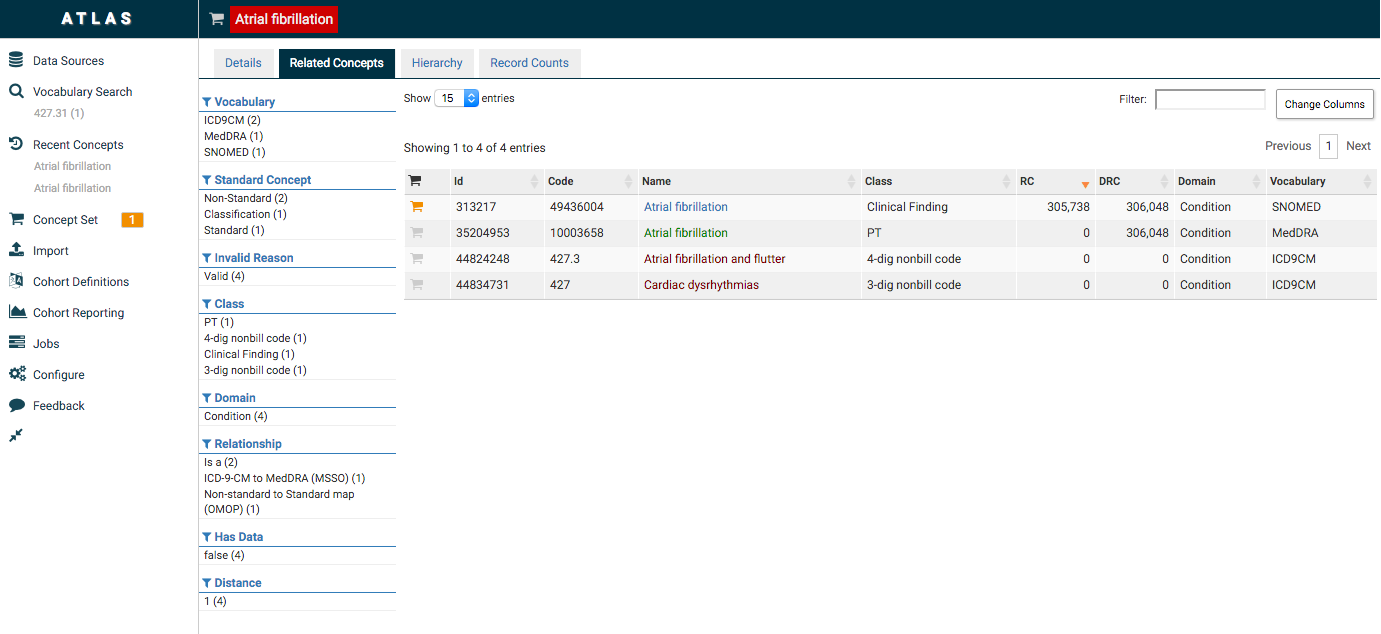 ATLAS
Atrial fibrillation
Data Sources
Vocabulary Search
427.31 (1)
Recent Concepts
Atrial fibrillation
Atrial fibrillation
Concept Set 1
Import
Cohort Definitions
Cohort Reporting
Jobs
Configure
Feedback
Details Related Concepts Hierarchy Record Counts
Vocabulary
ICD9CM (2)
MedDRA (1)
SNOMED (1)
Standard Concept
Non-Standard (2)
Classification (1)
Standard (1)
Invalid Reason
Valid (4)
Class
PT (1)
4-dig nonbill code (1)
Clinical Finding (1)
3-dig nonbill code (1)
Domain
Condition (4)
Relationship
Is a (2)
ICD-9-CM to MedDRA (MSSO) (1)
Non-standard to Standard map
(OMOP) (1)
Has Data
false (4)
Distance
1 (4)
Show 15 entries
Filter:
Change Columns
Showing 1 to 4 of 4 entries
Previous 1 Next
Id Code Name Class RC DRC Domain Vocabulary
313217 49436004 Atrial fibrillation Clinical Finding 305,738 306,048 Condition SNOMED
35204953 10003658 Atrial fibrillation PT 0 306,048 Condition MedDRA
44824248 427.3 Atrial fibrillation and flutter 4-dig nonbill code 0 0 Condition ICD9CM
44834731 427 Cardiac dysrhythmias 3-dig nonbill code 0 0 Condition ICD9CM